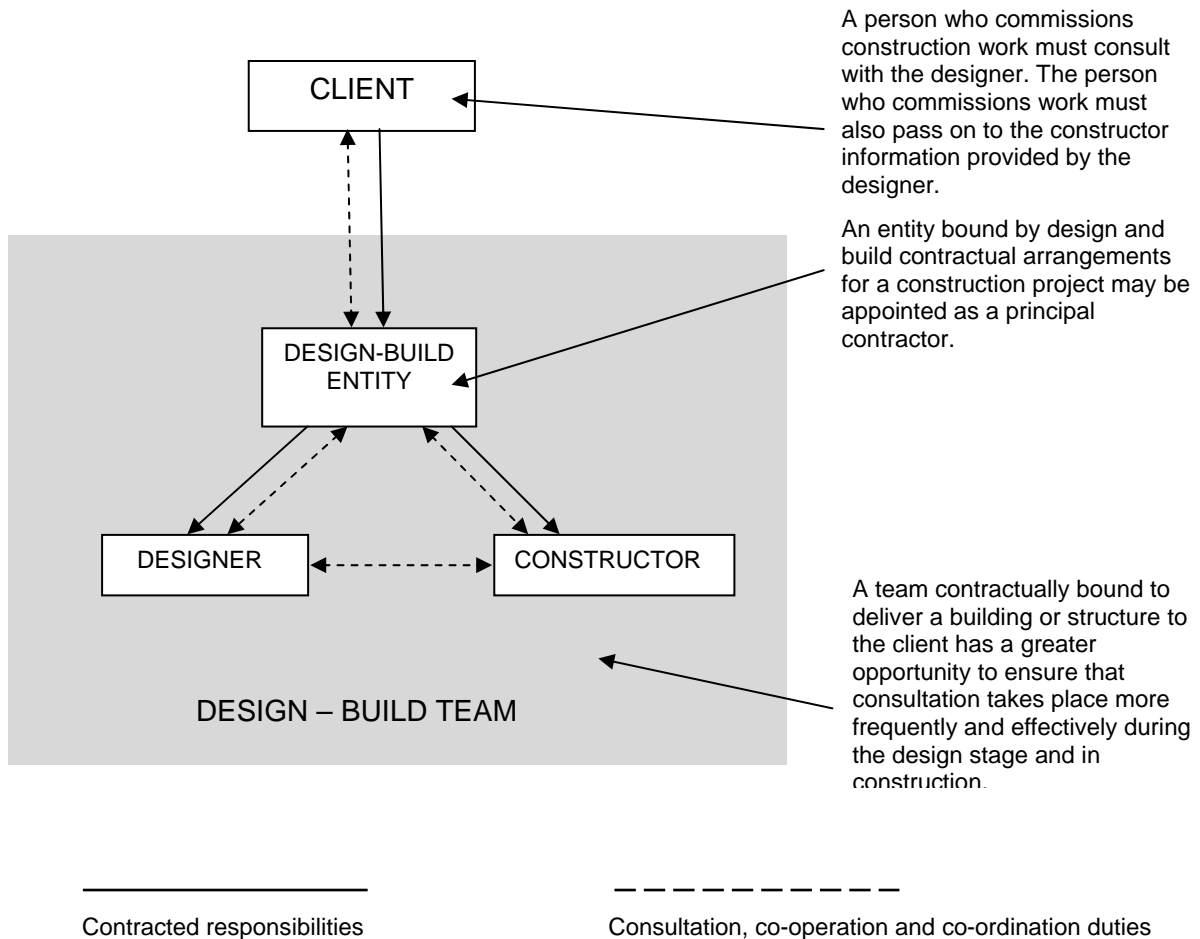 A person who commissions
construction work must consult
with the designer. The person
who commissions work must
also pass on to the constructor
information provided by the
designer.
CLIENT
An entity bound by design and
build contractual arrangements
for a construction project may be
appointed as a principal
contractor.
DESIGN-BUILD
ENTITY
DESIGNER
CONSTRUCTOR
A team contractually bound to
deliver a building or structure to
the client has a greater
opportunity to ensure that
consultation takes place more
frequently and effectively during
the design stage and in
construction.
DESIGN – BUILD TEAM
Contracted responsibilities
Consultation, co-operation and co-ordination duties